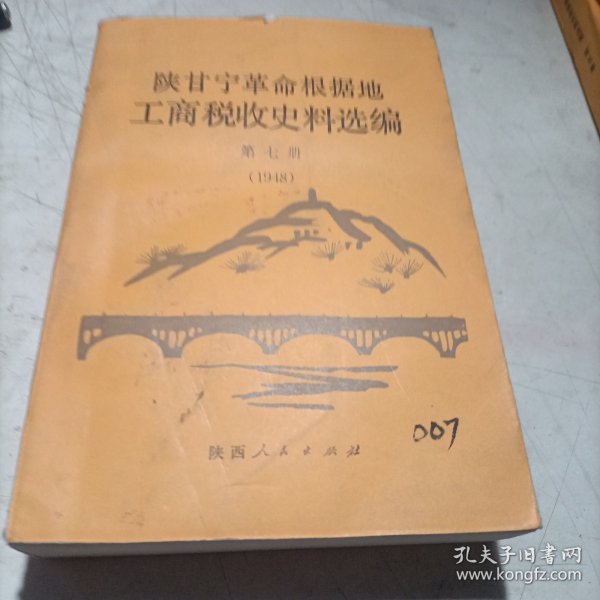 陕甘宁革命根据地
工商税收史料选编
第七册
(1948)
007
陕西人民出版社
孔夫子旧书网
www.kongfz.com